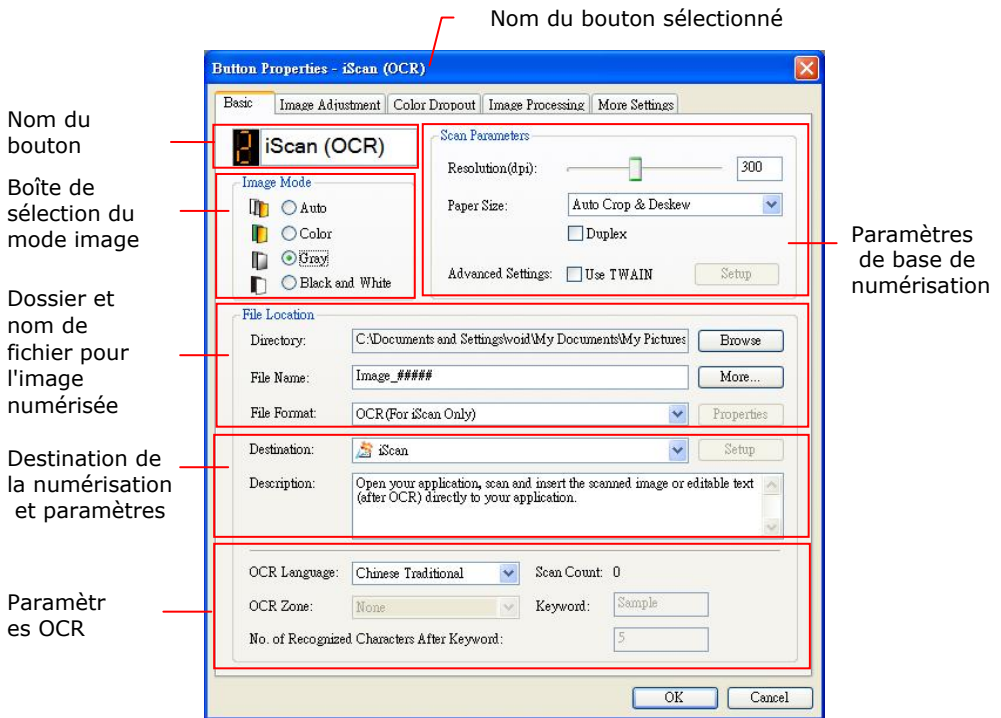 Nom du bouton sélectionné
Button Properties - iScan (OCR)
Basic
Image Adjustment
Color Dropout
Image Processing
More Settings
Nom du
bouton
2 iScan (OCR)
Scan Parameters
Resolution(dpi): 300
Paper Size: Auto Crop & Deskew
Duplex
Advanced Settings: Use TWAIN Setup
Paramètres
de base de
numérisation
Boîte de
sélection du
mode image
Image Mode
Auto
Color
Gray
Black and White
Dossier et
nom de
fichier pour
l'image
numérisée
File Location
Directory: C:\Documents and Settings\void\My Documents\My Pictures Browse
File Name: Image_##### More...
File Format: OCR(For iScan Only) Properties
Destination de
la numérisation
et paramètres
Destination: iScan Setup
Description: Open your application, scan and insert the scanned image or editable text
(after OCR) directly to your application.
Paramètr
es OCR
OCR Language: Chinese Traditional Scan Count: 0
OCR Zone: None Keyword: Sample
No. of Recognized Characters After Keyword: 5
OK Cancel